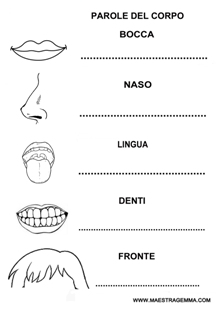 PAROLE DEL CORPO
BOCCA
NASO
LINGUA
DENTI
FRONTE
WWW.MAESTRAGEMMA.COM